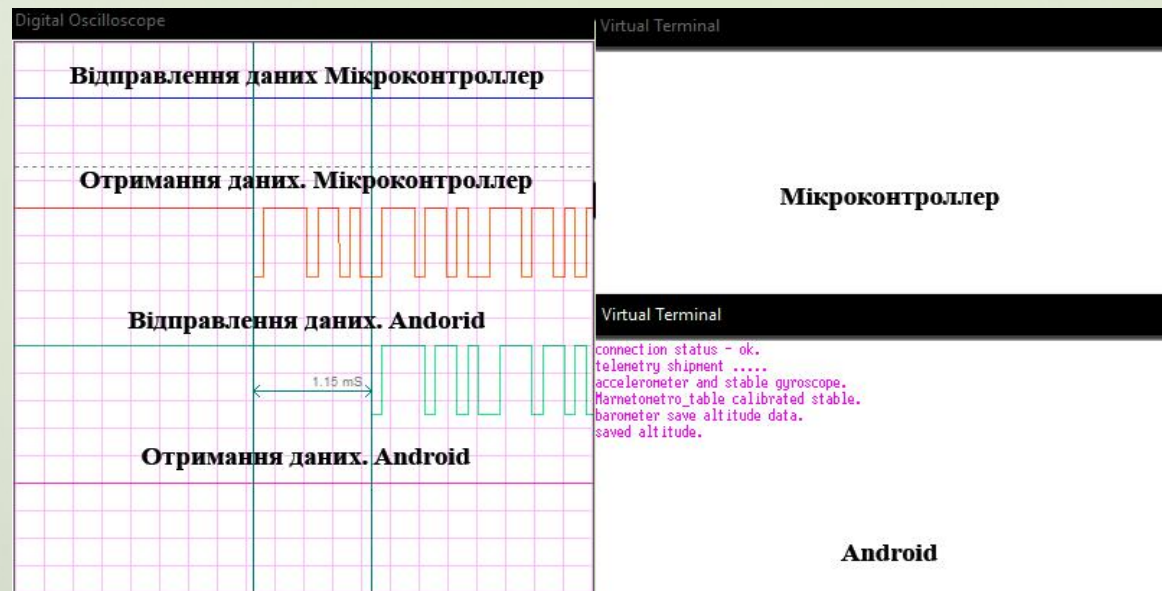 Digital Oscilloscope
Відправлення даних Мікроконтроллер
Отримання даних. Мікроконтроллер
Відправлення даних. Andorid
1.15 mS
Отримання даних. Android
Virtual Terminal
Мікроконтроллер
Virtual Terminal
connection status - ok.
telemetry shipment .....
accelerometer and stable gyroscope.
Marnetometro_table calibrated stable.
barometer save altitude data.
saved altitude.
Android